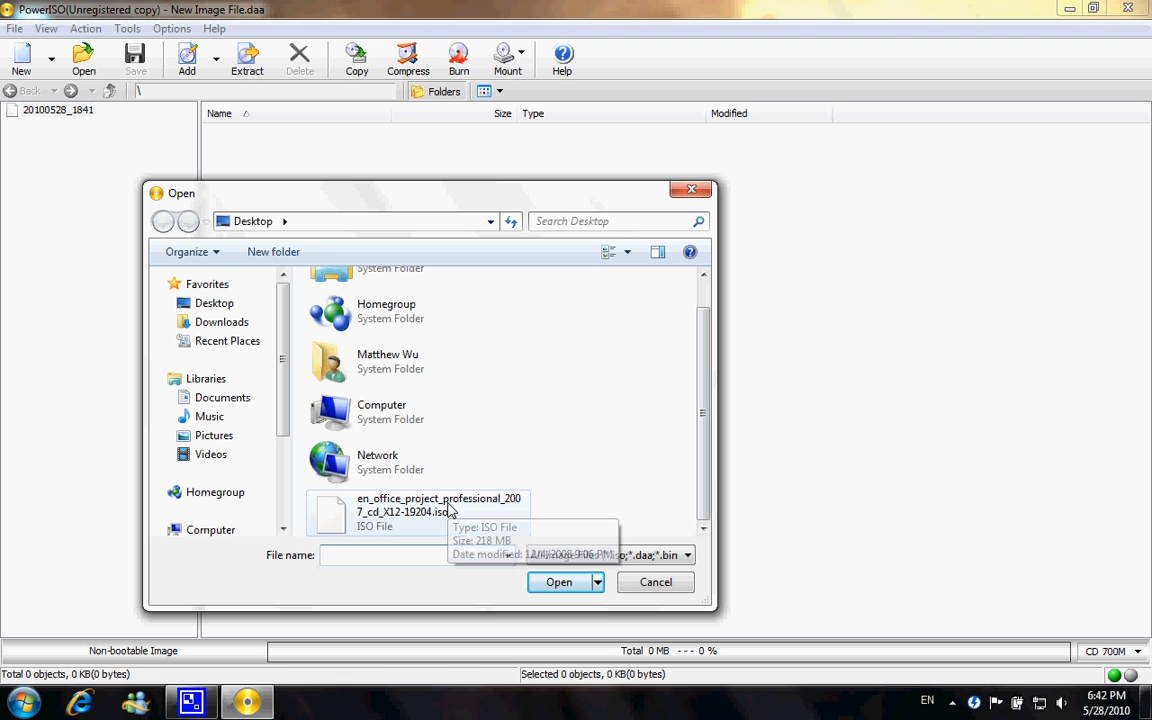 PowerISO(Unregistered copy) - New Image File.daa
File View Action Tools Options Help
New Open Save Add Extract Delete Copy Compress Burn Mount Help
Back \ Folders
20100528_1841
Name Size Type Modified
Open
Desktop
Search Desktop
Organize New folder
Favorites
Desktop
Downloads
Recent Places
Libraries
Documents
Music
Pictures
Videos
Homegroup
Computer
System Folder
Homegroup
System Folder
Matthew Wu
System Folder
Computer
System Folder
Network
System Folder
en_office_project_professional_200
7_cd_X12-19204.iso
ISO File
Type: ISO File
Size: 218 MB
Date modified:
File name:
*.daa;*.bin
Open Cancel
Non-bootable Image Total 0 MB --- 0 % CD 700M
Total 0 objects, 0 KB(0 bytes) Selected 0 objects, 0 KB(0 bytes)
EN
6:42 PM
5/28/2010